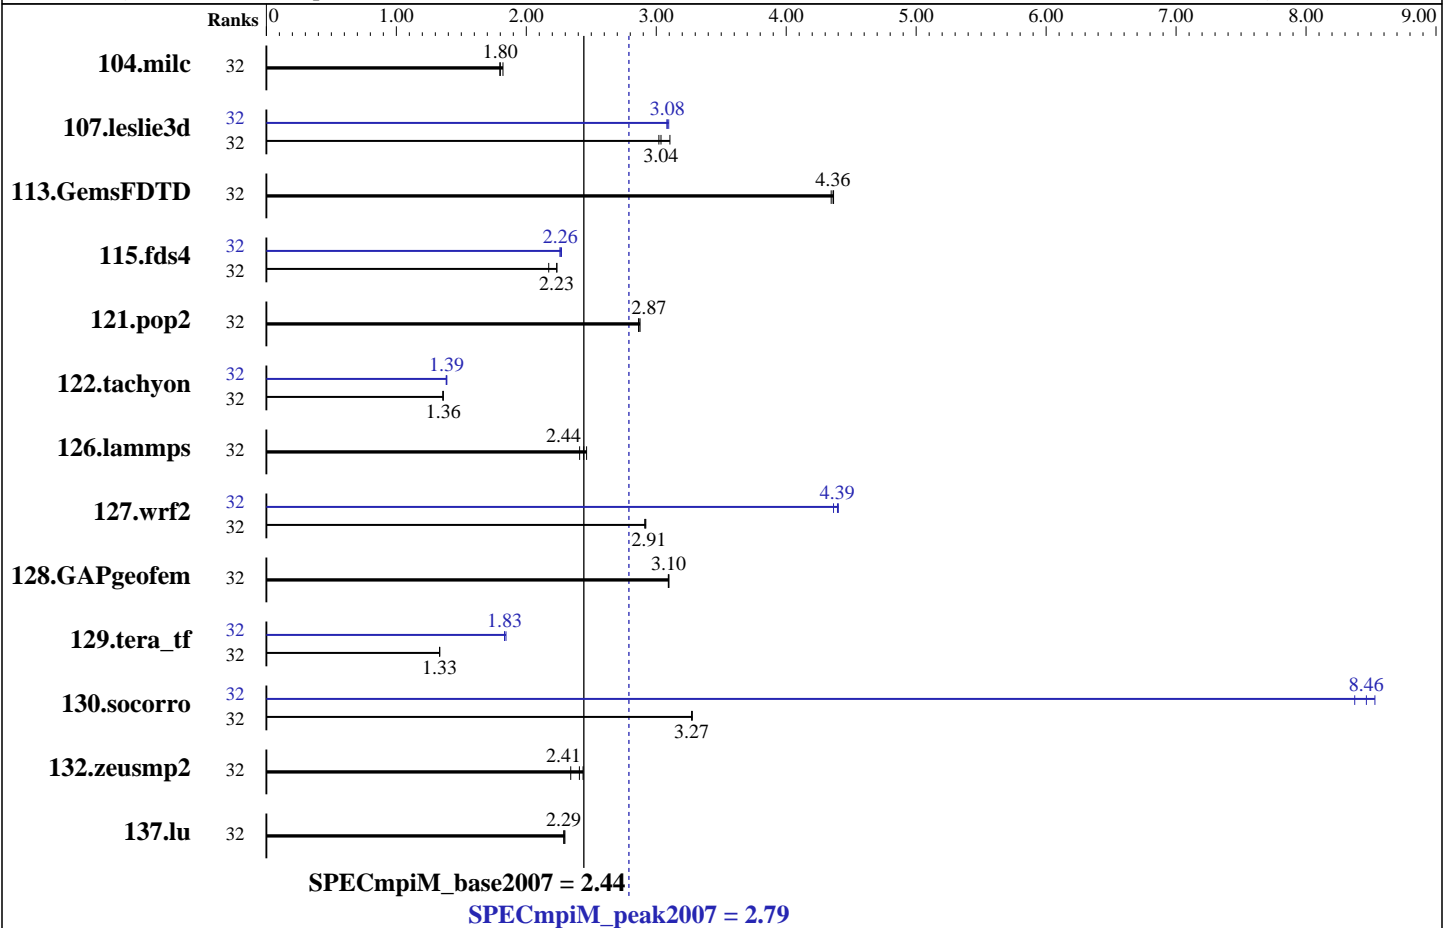 Ranks 0 1.00 2.00 3.00 4.00 5.00 6.00 7.00 8.00 9.00
104.milc 32 1.80
107.leslie3d 32 3.08
32 3.04
113.GemsFDTD 32 4.36
115.fds4 32 2.26
32 2.23
121.pop2 32 2.87
122.tachyon 32 1.39
32 1.36
126.lammps 32 2.44
127.wrf2 32 4.39
32 2.91
128.GAPgeofem 32 3.10
129.tera_tf 32 1.83
32 1.33
130.socorro 32 8.46
32 3.27
132.zeusmp2 32 2.41
137.lu 32 2.29
SPECmpiM_base2007 = 2.44
SPECmpiM_peak2007 = 2.79